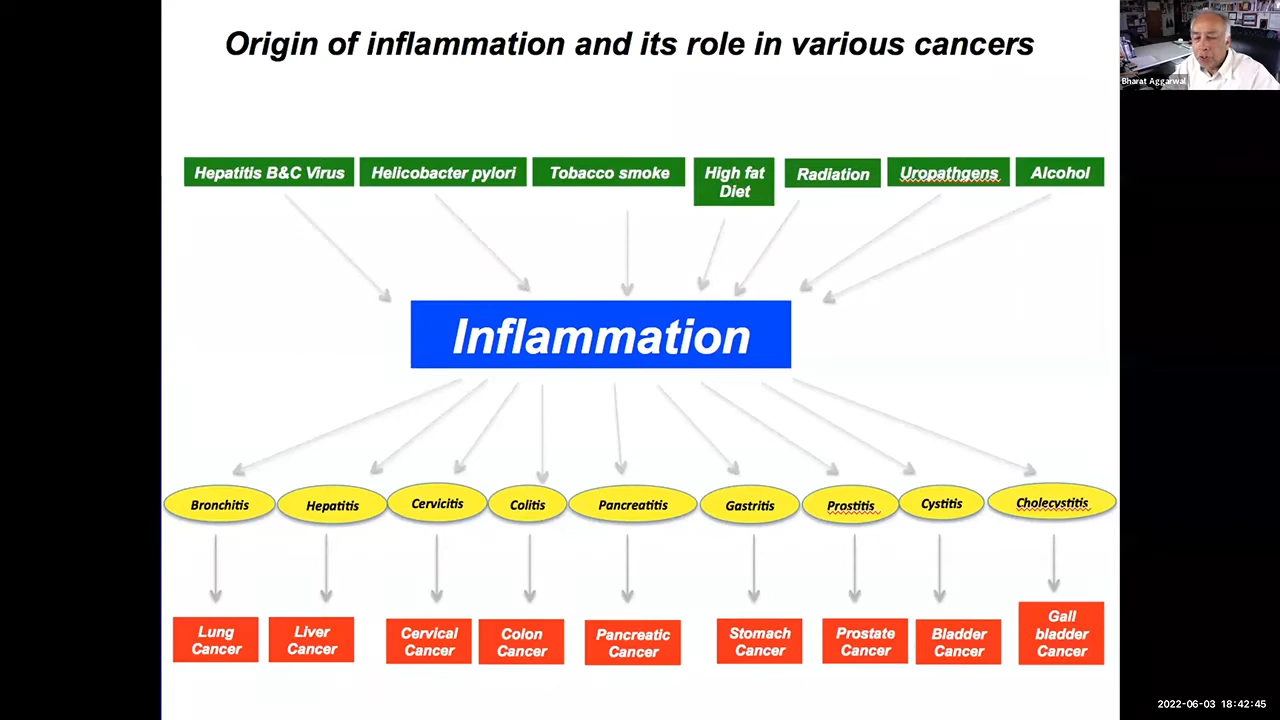 Origin of inflammation and its role in various cancers
Bharat Aggarwal
Hepatitis B&C Virus
Helicobacter pylori
Tobacco smoke
High fat
Diet
Radiation
Uropathgens
Alcohol
Inflammation
Bronchitis
Hepatitis
Cervicitis
Colitis
Pancreatitis
Gastritis
Prostitis
Cystitis
Cholecystitis
Lung
Cancer
Liver
Cancer
Cervical
Cancer
Colon
Cancer
Pancreatic
Cancer
Stomach
Cancer
Prostate
Cancer
Bladder
Cancer
Gall
bladder
Cancer
2022-06-03 18:42:45